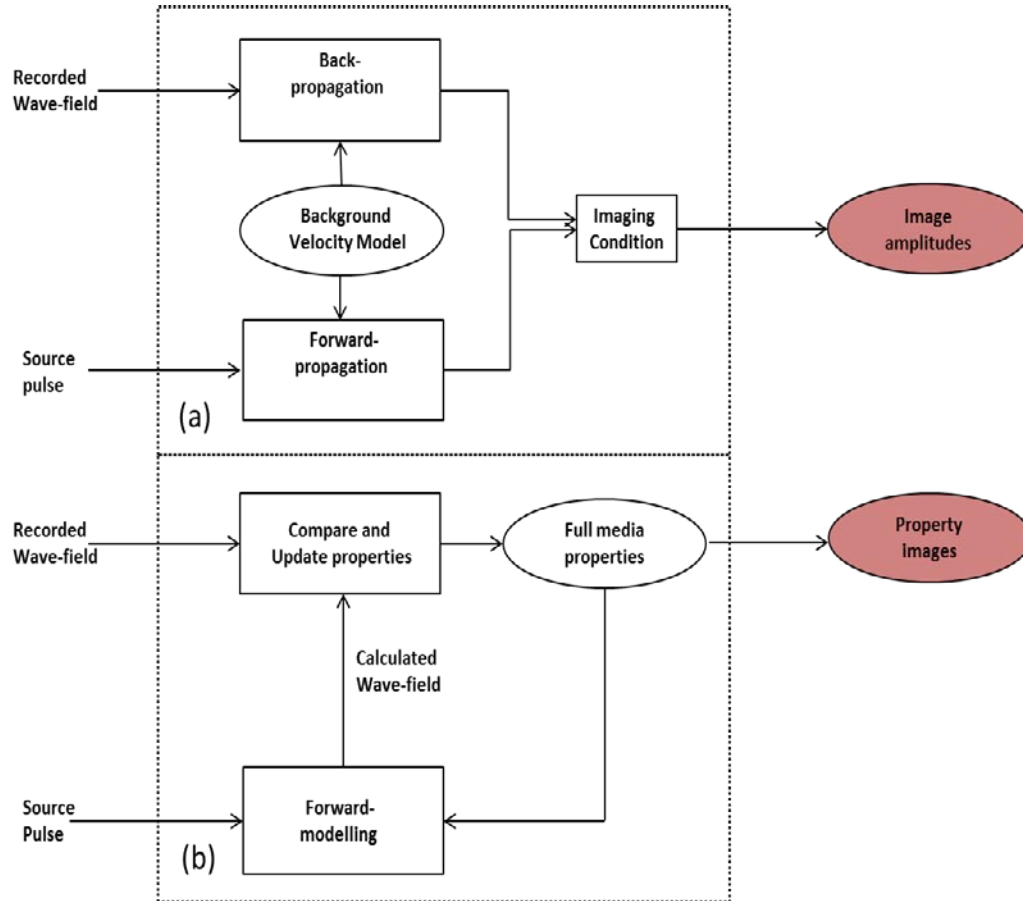 Recorded
Wave-field
Back-
propagation
Background
Velocity Model
Imaging
Condition
Image
amplitudes
Source
pulse
Forward-
propagation
(a)
Recorded
Wave-field
Compare and
Update properties
Full media
properties
Property
images
Calculated
Wave-field
Source
Pulse
Forward-
modelling
(b)